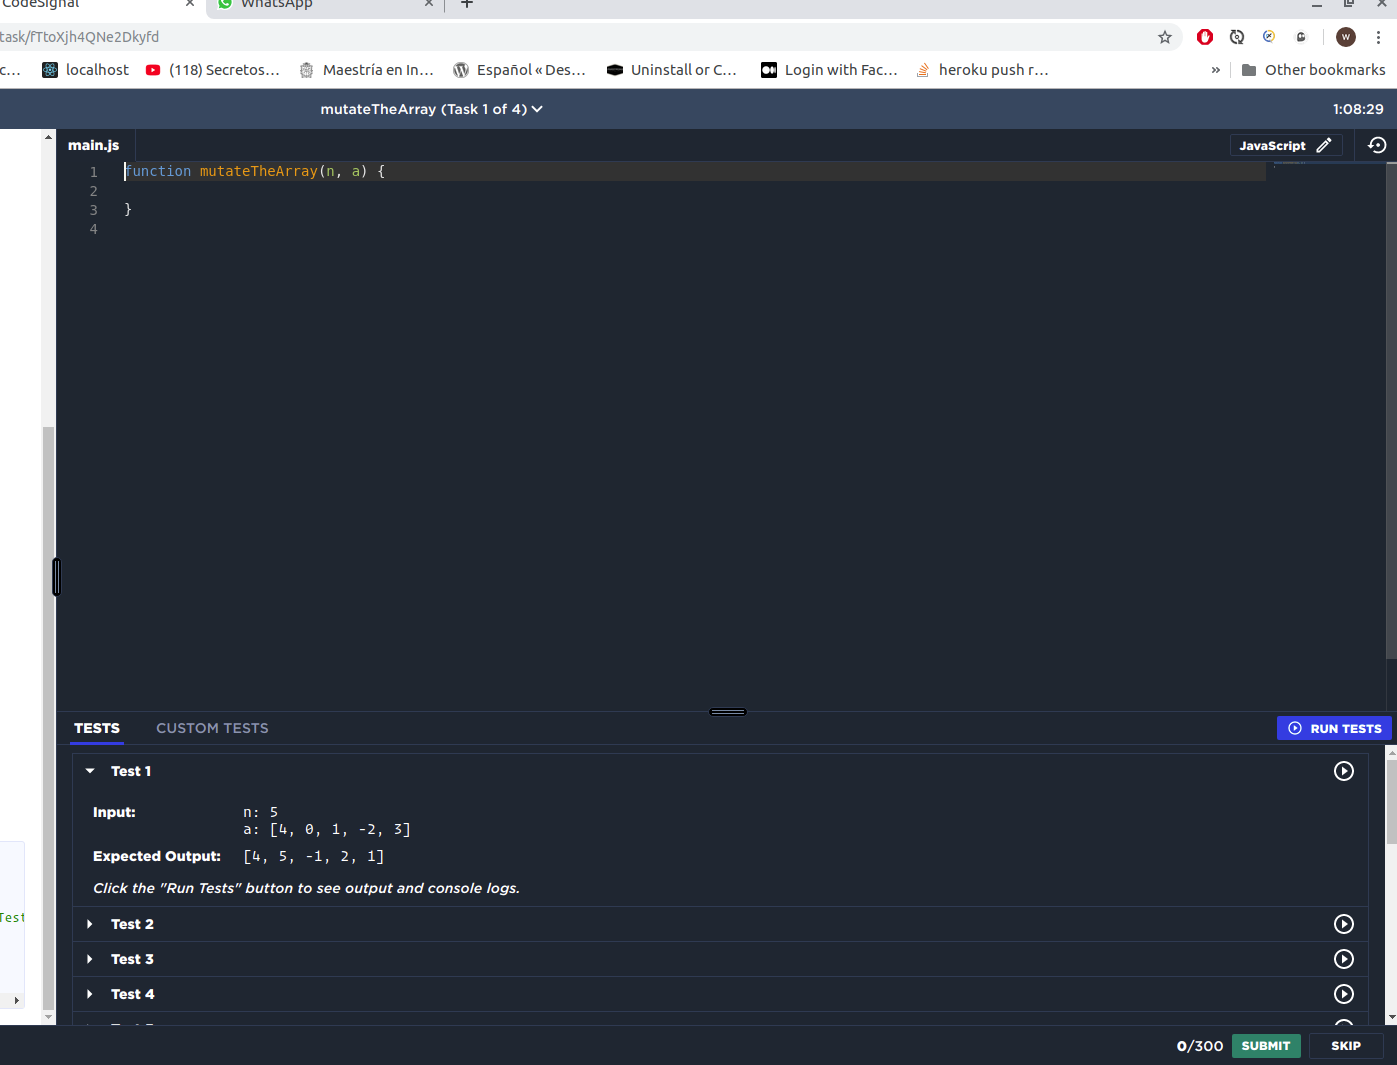 CodeSignal
WhatsApp
task/fTtoXjh4QNe2Dkyfd
W
c...
localhost
(118) Secretos...
Maestría en In...
Español « Des...
Uninstall or C...
Login with Fac...
heroku push r...
»
Other bookmarks
mutateTheArray (Task 1 of 4)
1:08:29
main.js
JavaScript
1 function mutateTheArray(n, a) {
2
3 }
4
TESTS
CUSTOM TESTS
RUN TESTS
Test 1
Input:
n: 5
a: [4, 0, 1, -2, 3]
Expected Output:
[4, 5, -1, 2, 1]
Click the "Run Tests" button to see output and console logs.
Test
Test 2
Test 3
Test 4
0/300
SUBMIT
SKIP